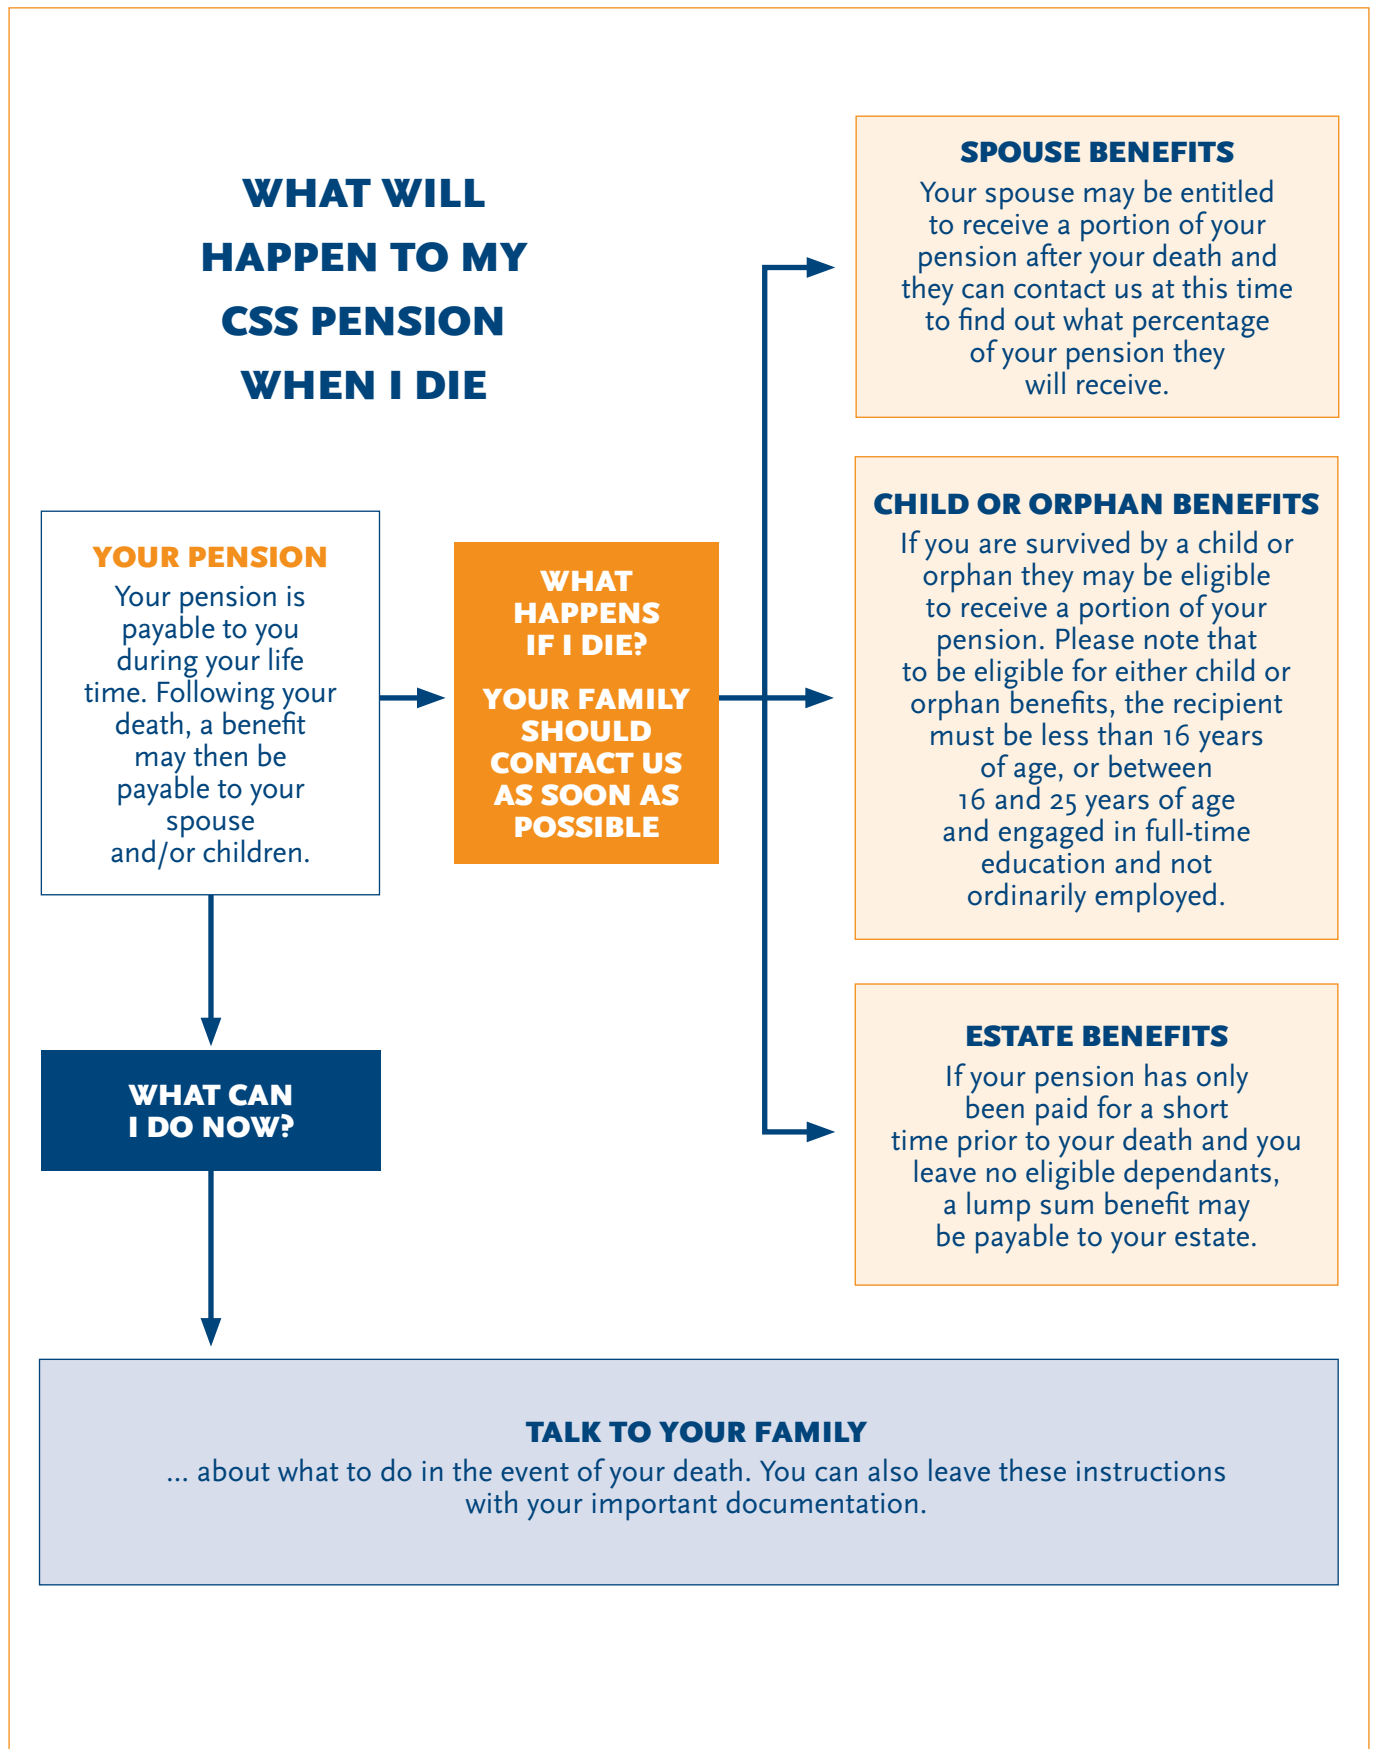 WHAT WILL
HAPPEN TO MY
CSS PENSION
WHEN I DIE
YOUR PENSION
Your pension is
payable to you
during your life
time. Following your
death, a benefit
may then be
payable to your
spouse
and/or children.
WHAT
HAPPENS
IF I DIE?
YOUR FAMILY
SHOULD
CONTACT US
AS SOON AS
POSSIBLE
SPOUSE BENEFITS
Your spouse may be entitled
to receive a portion of your
pension after your death and
they can contact us at this time
to find out what percentage
of your pension they
will receive.
CHILD OR ORPHAN BENEFITS
If you are survived by a child or
orphan they may be eligible
to receive a portion of your
pension. Please note that
to be eligible for either child or
orphan benefits, the recipient
must be less than 16 years
of age, or between
16 and 25 years of age
and engaged in full-time
education and not
ordinarily employed.
ESTATE BENEFITS
If your pension has only
been paid for a short
time prior to your death and you
leave no eligible dependants,
a lump sum benefit may
be payable to your estate.
WHAT CAN
I DO NOW?
TALK TO YOUR FAMILY
... about what to do in the event of your death. You can also leave these instructions
with your important documentation.